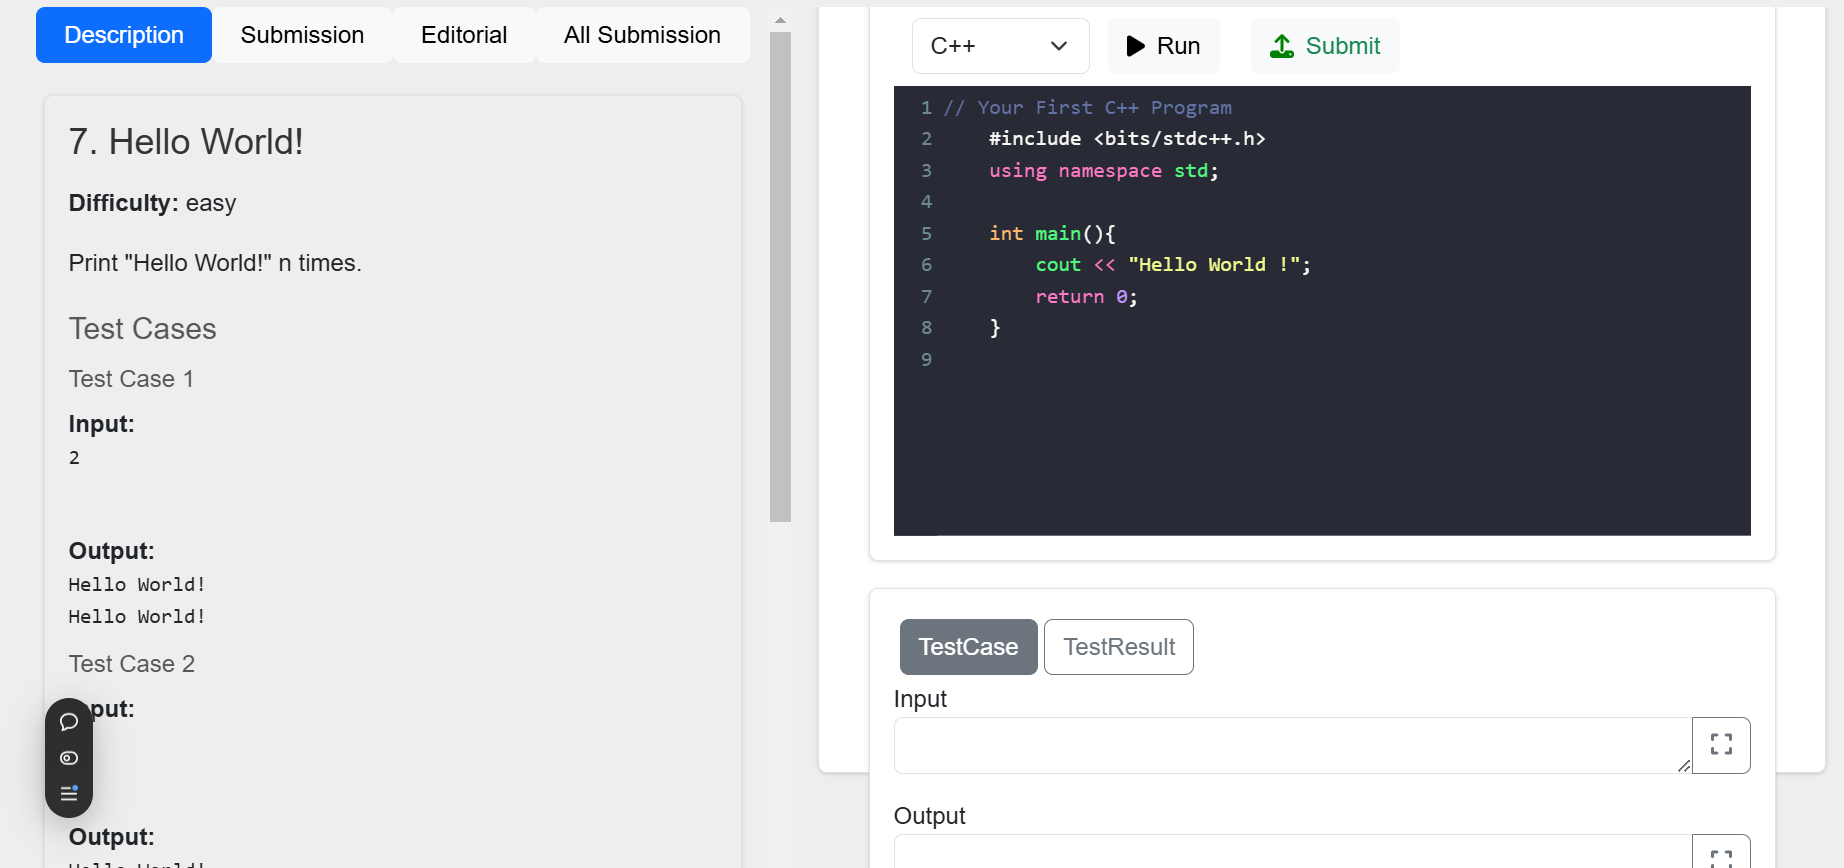 Description Submission Editorial All Submission
7. Hello World!
Difficulty: easy
Print "Hello World!" n times.
Test Cases
Test Case 1
Input:
2
Output:
Hello World!
Hello World!
Test Case 2
put:
Output:
Hello World!
C++ Run Submit
1 // Your First C++ Program
2 #include <bits/stdc++.h>
3 using namespace std;
4
5 int main(){
6 cout << "Hello World !";
7 return 0;
8 }
9
TestCase TestResult
Input
Output